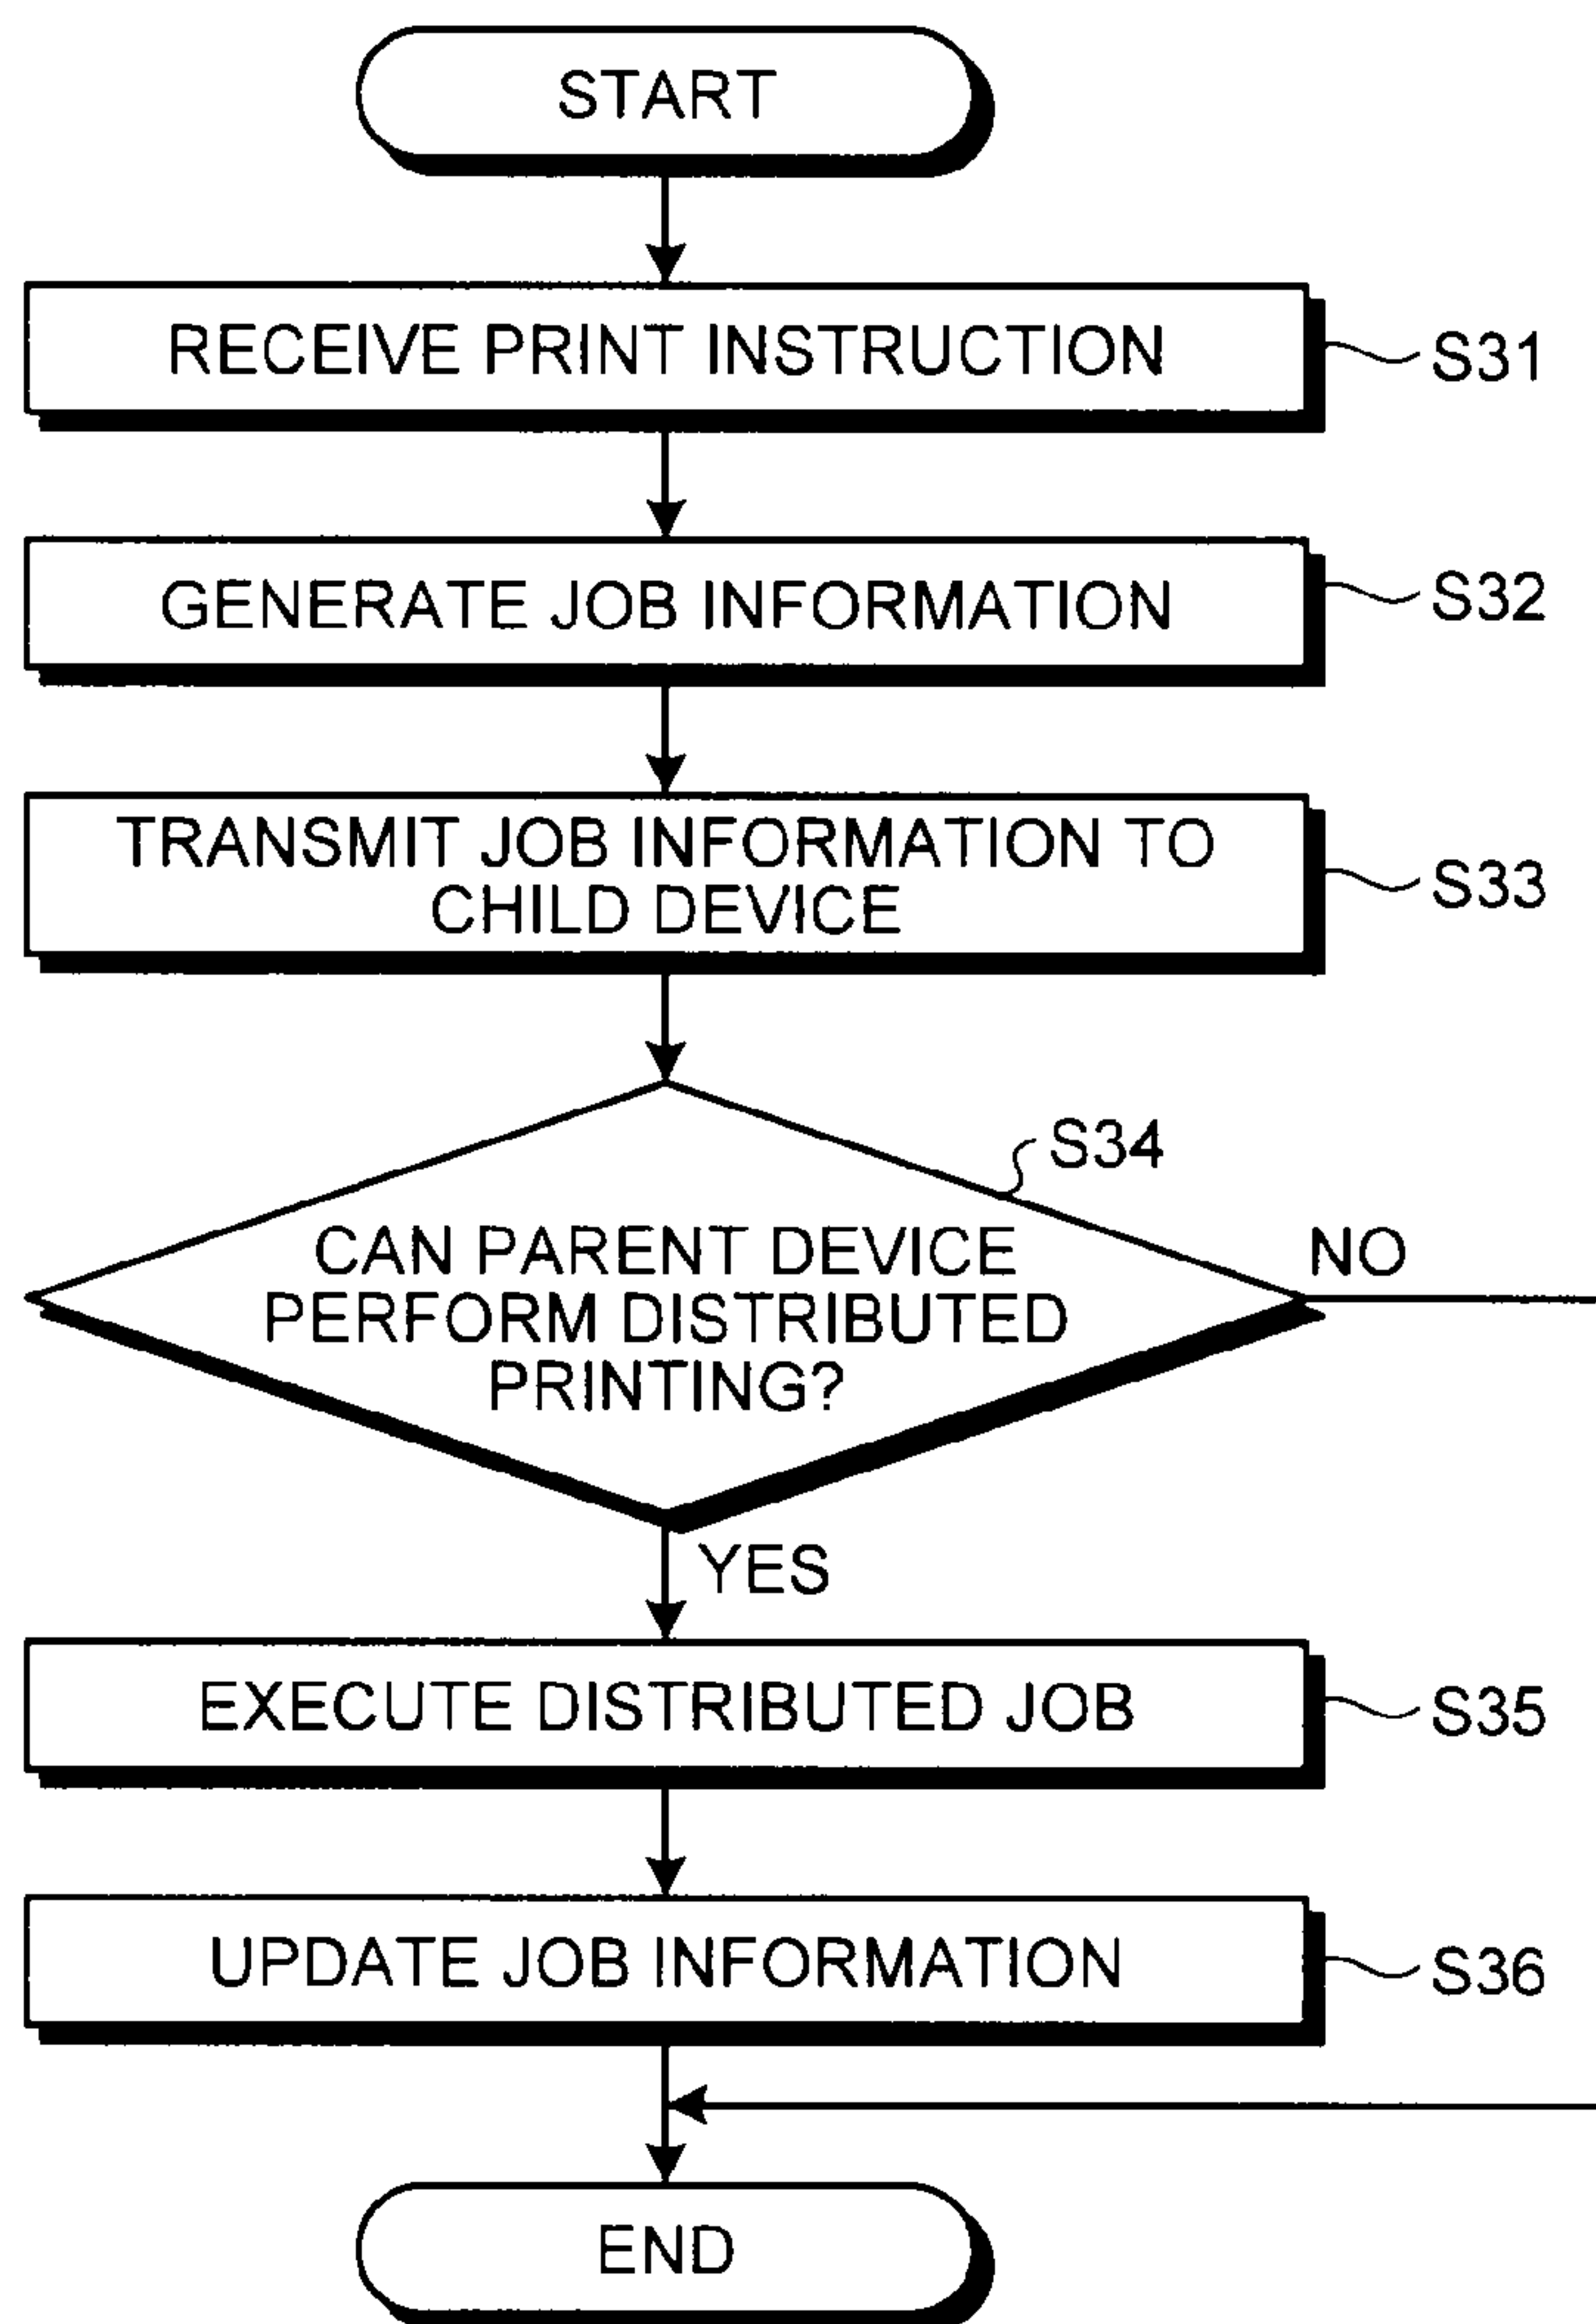 START
RECEIVE PRINT INSTRUCTION
S31
GENERATE JOB INFORMATION
S32
TRANSMIT JOB INFORMATION TO
CHILD DEVICE
S33
S34
CAN PARENT DEVICE
PERFORM DISTRIBUTED
PRINTING?
NO
YES
EXECUTE DISTRIBUTED JOB
S35
UPDATE JOB INFORMATION
S36
END